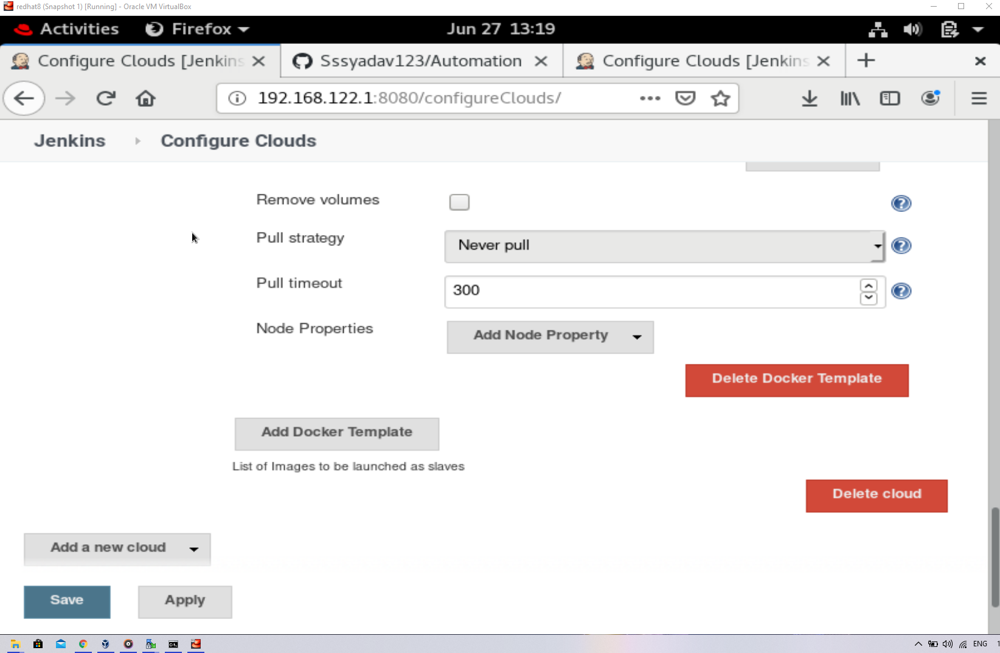 redhat8 (Snapshot 1) [Running] - Oracle VM VirtualBox
Activities Firefox Jun 27 13:19
Configure Clouds [Jenkins Sssyadav123/Automation Configure Clouds [Jenkins
192.168.122.1:8080/configureClouds/
Jenkins Configure Clouds
Remove volumes
Pull strategy Never pull
Pull timeout 300
Node Properties Add Node Property
Delete Docker Template
Add Docker Template
List of Images to be launched as slaves
Delete cloud
Add a new cloud
Save Apply
ENG 1